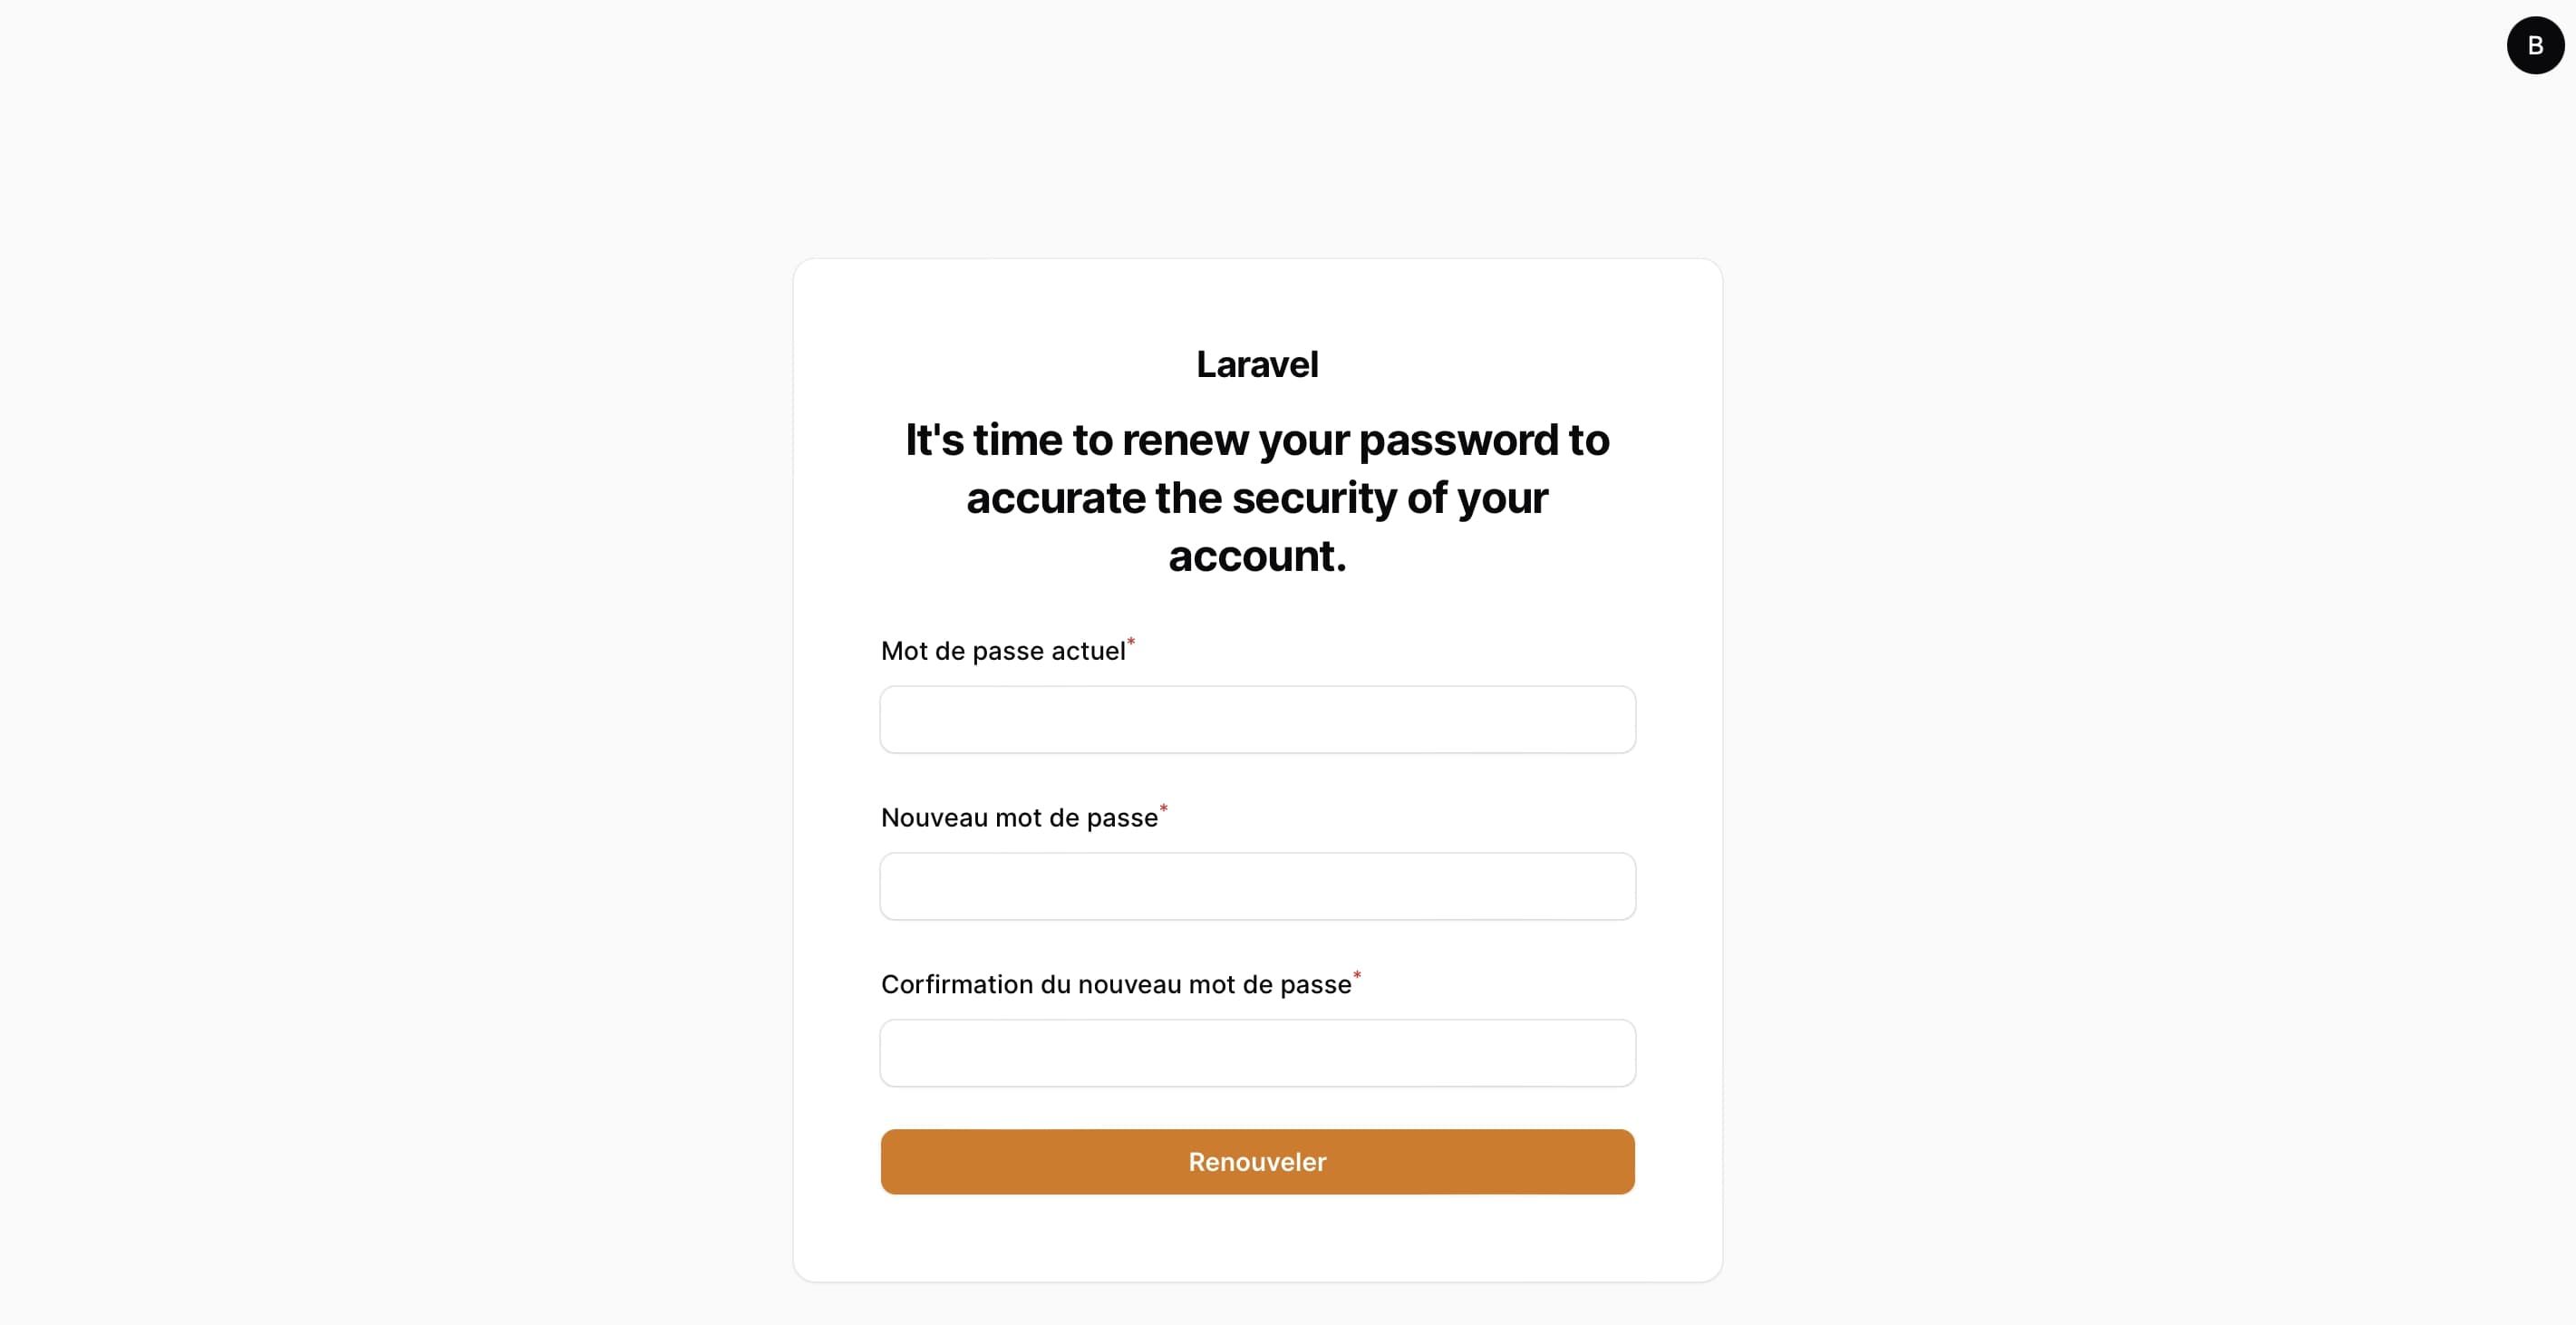 B
Laravel
It's time to renew your password to
accurate the security of your
account.
Mot de passe actuel*
Nouveau mot de passe*
Corfirmation du nouveau mot de passe*
Renouveler